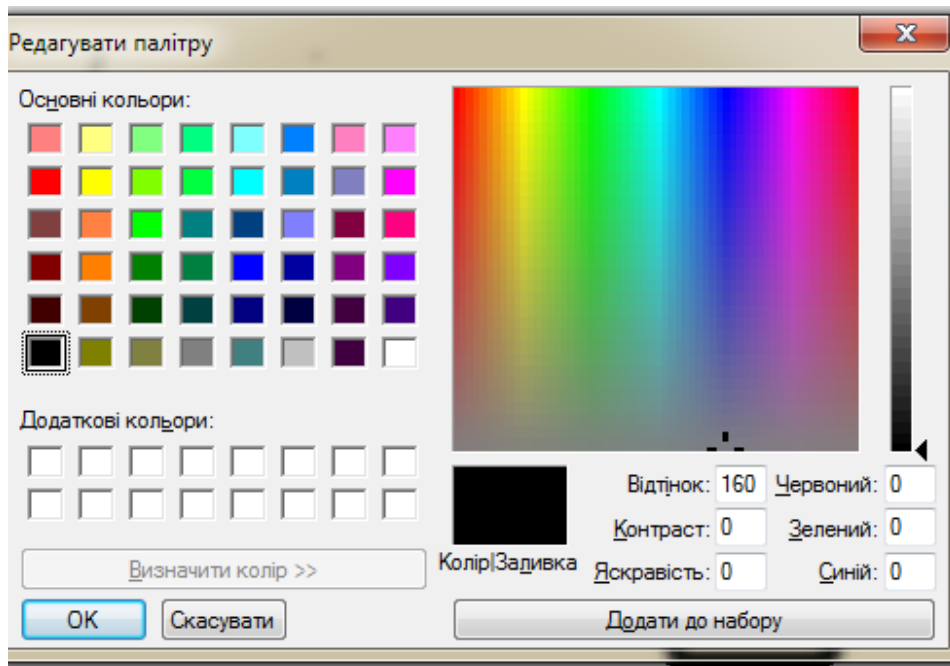 Редагувати палітру
Основні кольори:
Додаткові кольори:
Визначити колір >>
OK
Скасувати
Колір|Заливка
Відтінок: 160
Контраст: 0
Яскравість: 0
Червоний: 0
Зелений: 0
Синій: 0
Додати до набору